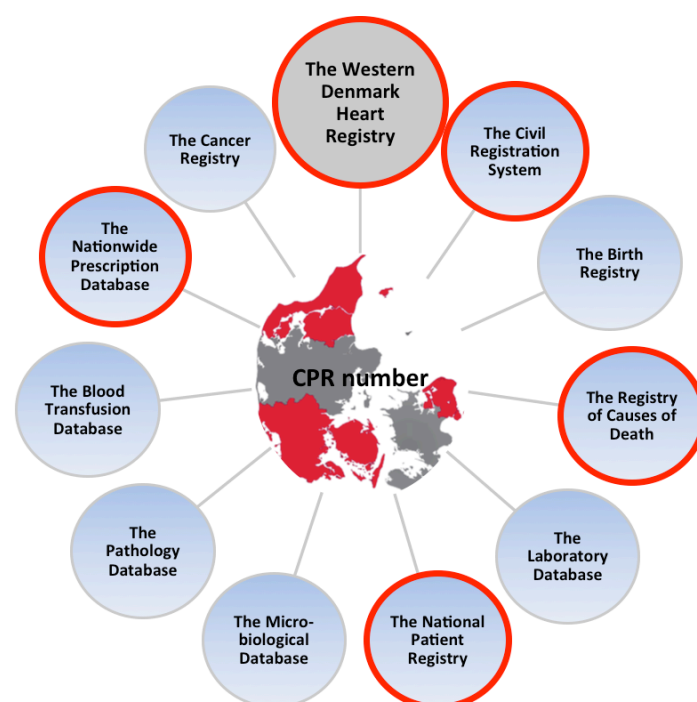 The Western
Denmark
Heart
Registry
The Civil
Registration
System
The Birth
Registry
The Registry
of Causes of
Death
The
Laboratory
Database
The National
Patient
Registry
The Micro-
biological
Database
The
Pathology
Database
The Blood
Transfusion
Database
The
Nationwide
Prescription
Database
The Cancer
Registry
CPR number